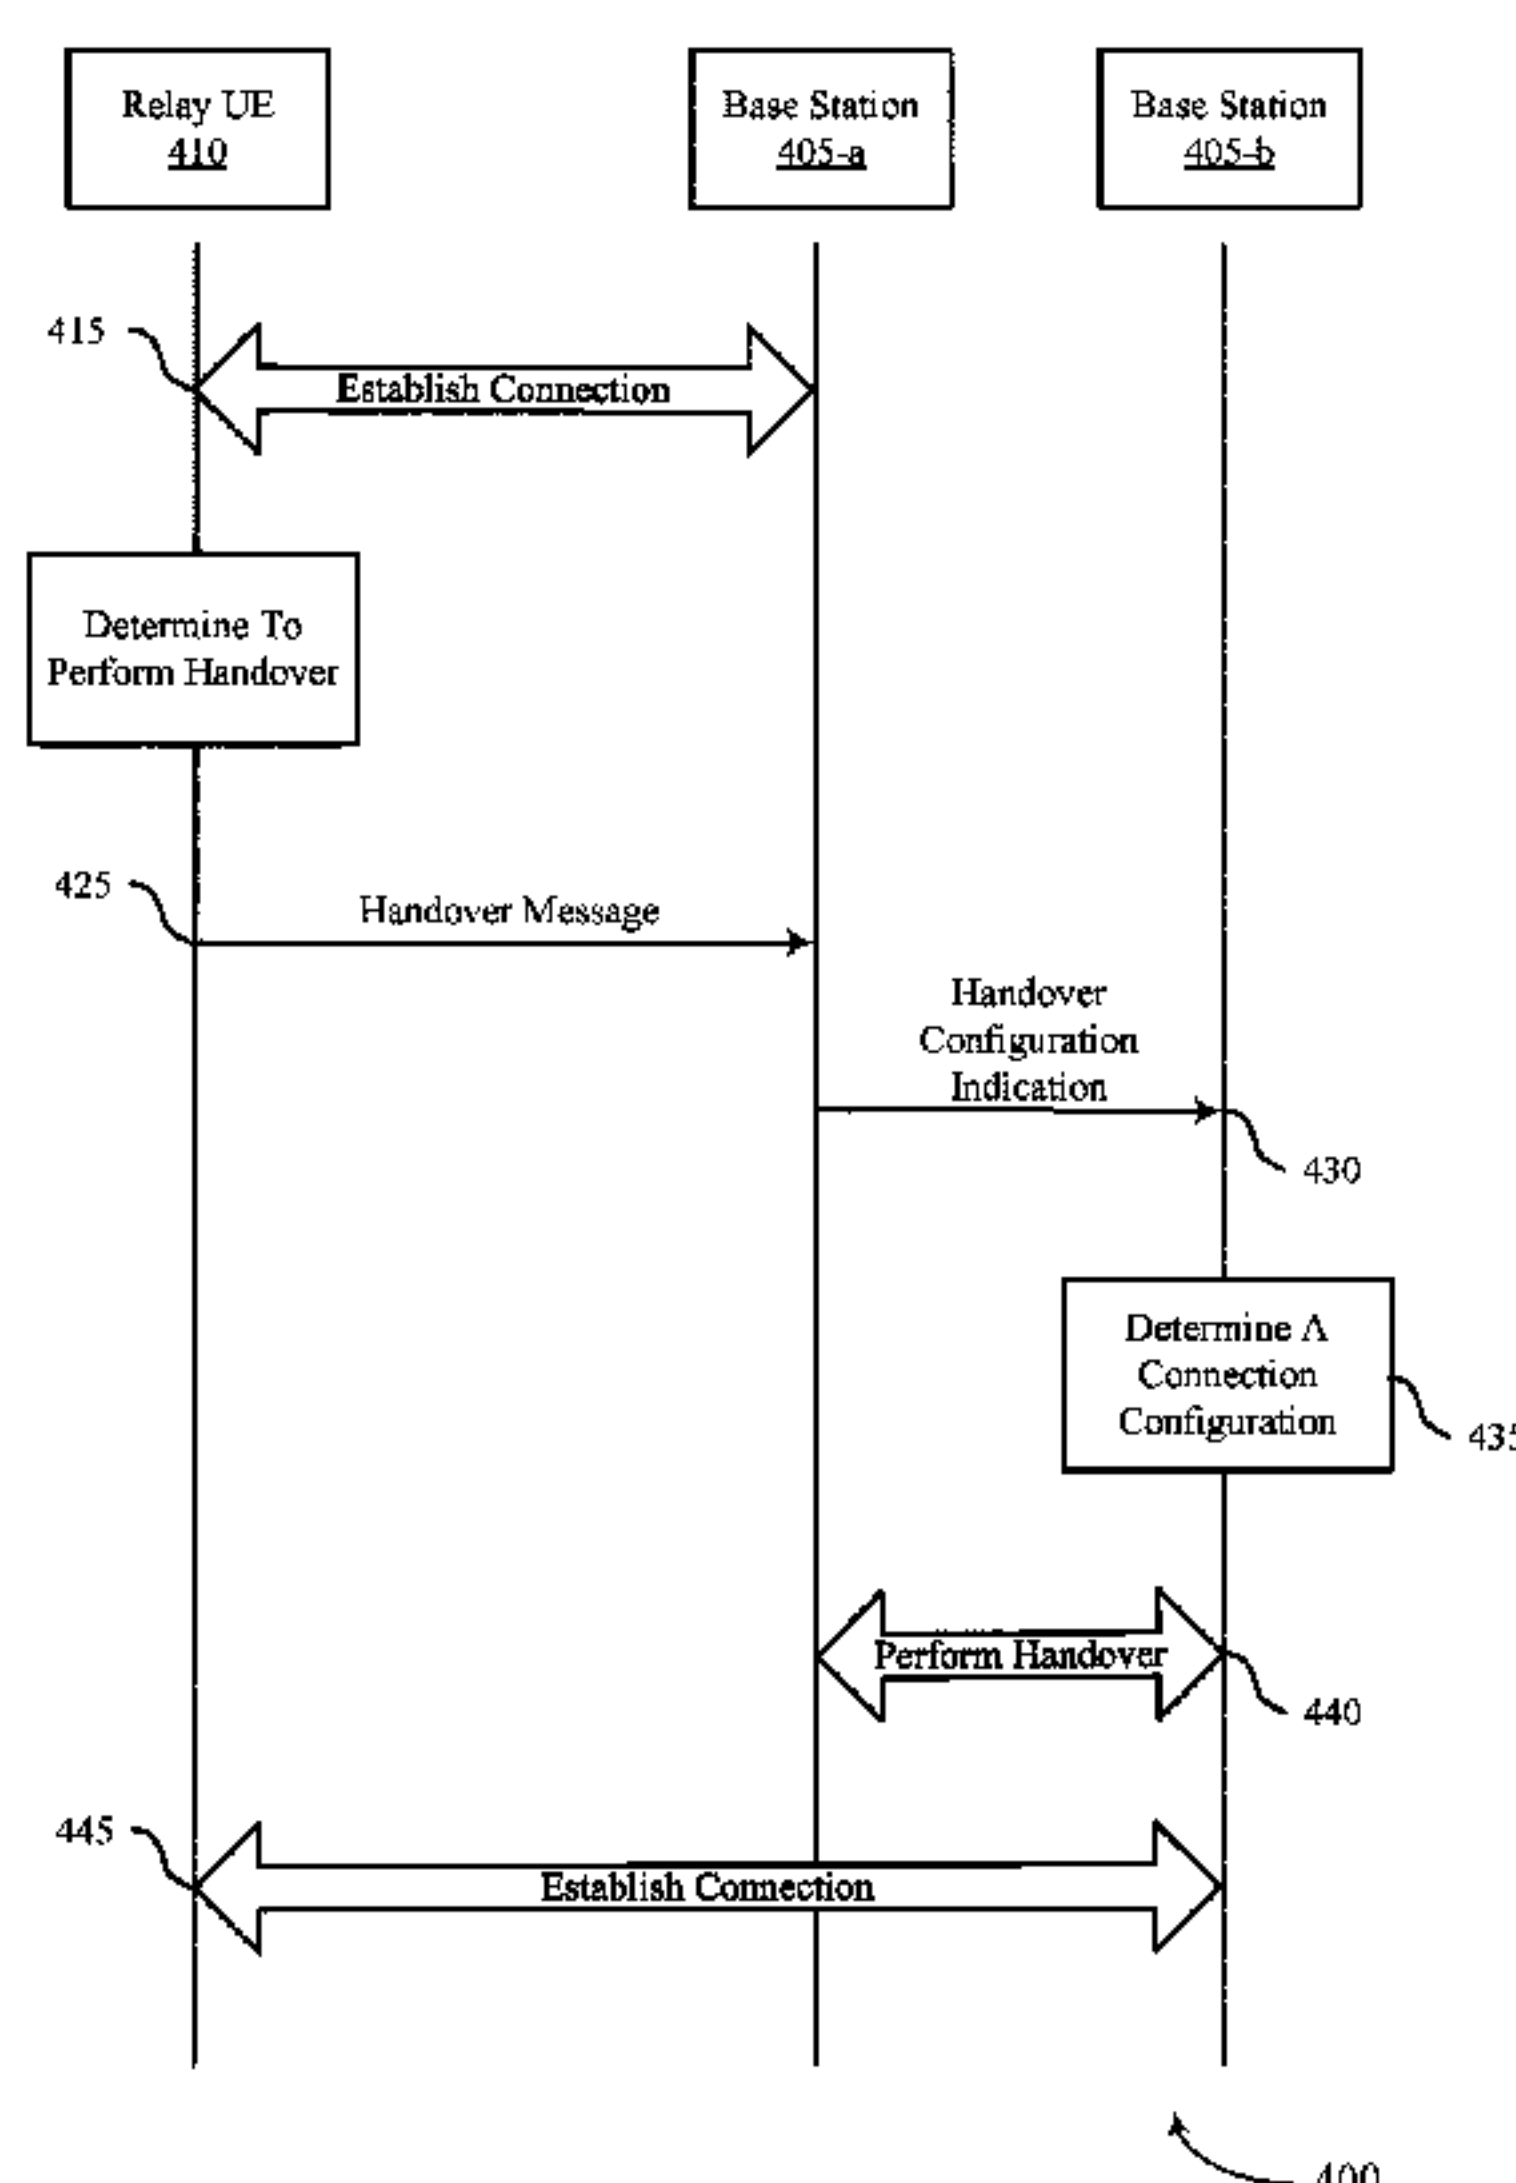 Relay UE
410
Base Station
405-a
Base Station
405-b
415
Establish Connection
Determine To
Perform Handover
425
Handover Message
Handover
Configuration
Indication
430
Determine A
Connection
Configuration
435
Perform Handover
440
445
Establish Connection
400